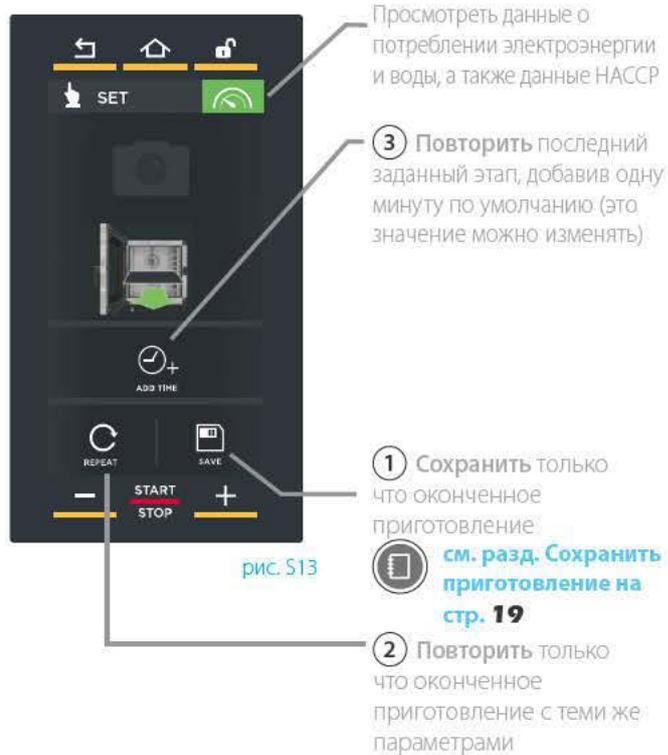 Просмотреть данные о
потреблении электроэнергии
и воды, а также данные HACCP
SET
3 Повторить последний
заданный этап, добавив одну
минуту по умолчанию (это
значение можно изменять)
ADD TIME
REPEAT
SAVE
START
STOP
1 Сохранить только
что оконченное
приготовление
рис. S13
см. разд. Сохранить
приготовление на
стр. 19
2 Повторить только
что оконченное
приготовление с теми же
параметрами